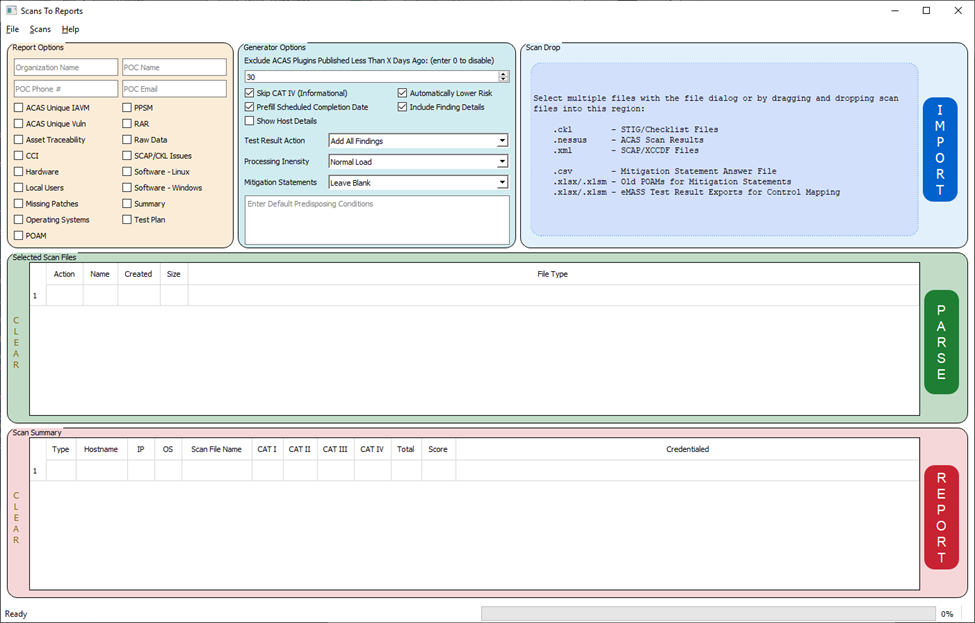 Scans To Reports
File Scans Help
Report Options
Organization Name POC Name
POC Phone # POC Email
ACAS Unique IAVM PPSM
ACAS Unique Vuln RAR
Asset Traceability Raw Data
CCI SCAP/CKL Issues
Hardware Software - Linux
Local Users Software - Windows
Missing Patches Summary
Operating Systems Test Plan
POAM
Generator Options
Exclude ACAS Plugins Published Less Than X Days Ago: (enter 0 to disable)
30
Skip CAT IV (Informational) Automatically Lower Risk
Prefill Scheduled Completion Date Include Finding Details
Show Host Details
Test Result Action Add All Findings
Processing Inensity Normal Load
Mitigation Statements Leave Blank
Enter Default Predisposing Conditions
Scan Drop
Select multiple files with the file dialog or by dragging and dropping scan
files into this region:
.ckl - STIG/Checklist Files
.nessus - ACAS Scan Results
.xml - SCAP/XCCDF Files
.csv - Mitigation Statement Answer File
.xlsx/.xlsm - Old POAMs for Mitigation Statements
.xlsx/.xlsm - eMASS Test Result Exports for Control Mapping
IMPORT
Selected Scan Files
CLEAR
Action Name Created Size File Type
1
PARSE
Scan Summary
CLEAR
Type Hostname IP OS Scan File Name CAT I CAT II CAT III CAT IV Total Score Credentialed
1
REPORT
Ready 0%